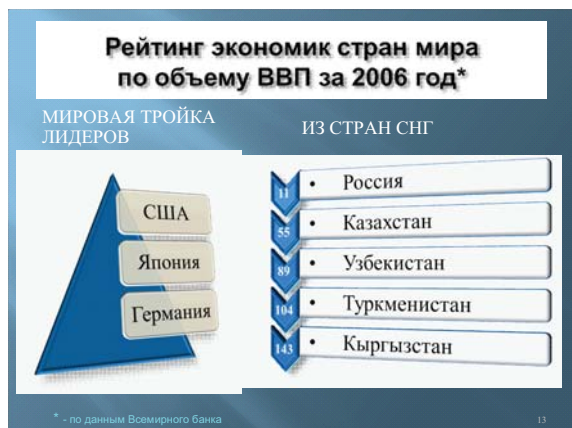 Рейтинг экономик стран мира
по объему ВВП за 2006 год*
МИРОВАЯ ТРОЙКА
ЛИДЕРОВ
США
Япония
Германия
ИЗ СТРАН СНГ
11 • Россия
55 • Казахстан
89 • Узбекистан
104 • Туркменистан
143 • Кыргызстан
* - по данным Всемирного банка
13